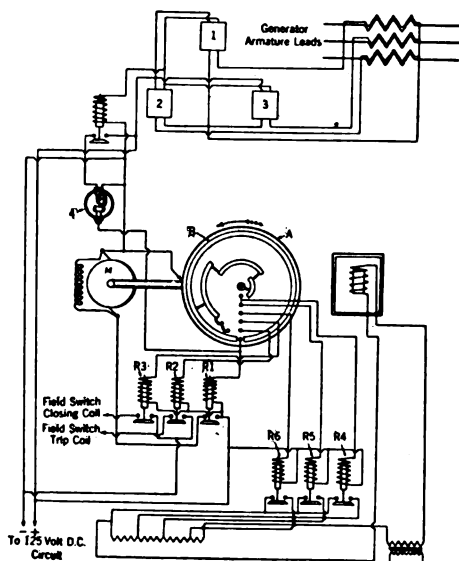 Generator
Armature Leads
1
2
3
4
B
A
M
R3
R2
R1
Field Switch
Closing Coil
Field Switch
Trip Coil
R6
R5
R4
- +
To 125 Volt D.C.
Circuit